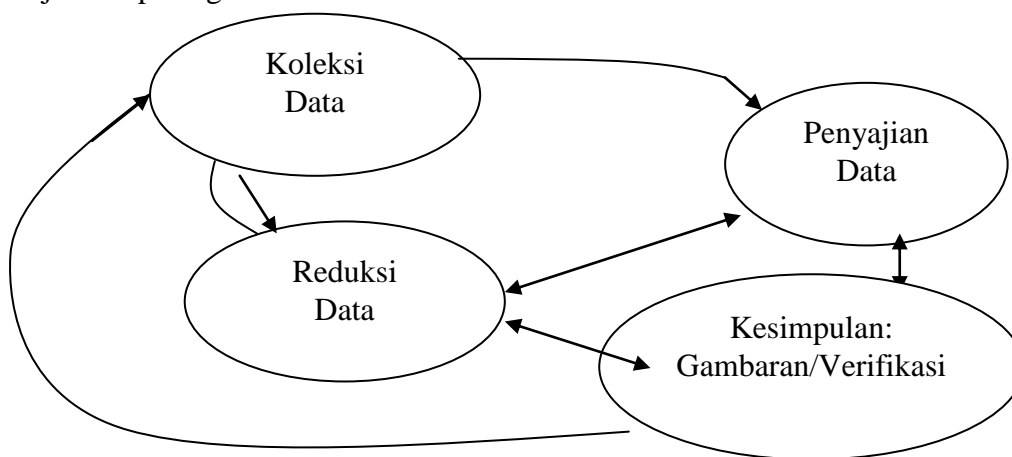 Koleksi
Data
Penyajian
Data
Reduksi
Data
Kesimpulan:
Gambaran/Verifikasi